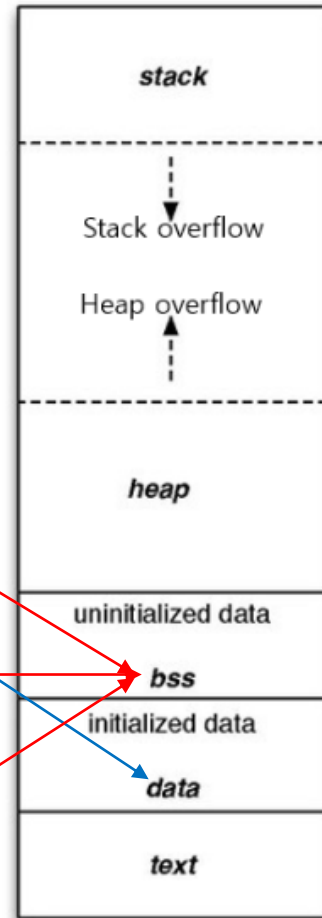 stack
Stack overflow
Heap overflow
heap
uninitialized data
bss
initialized data
data
text